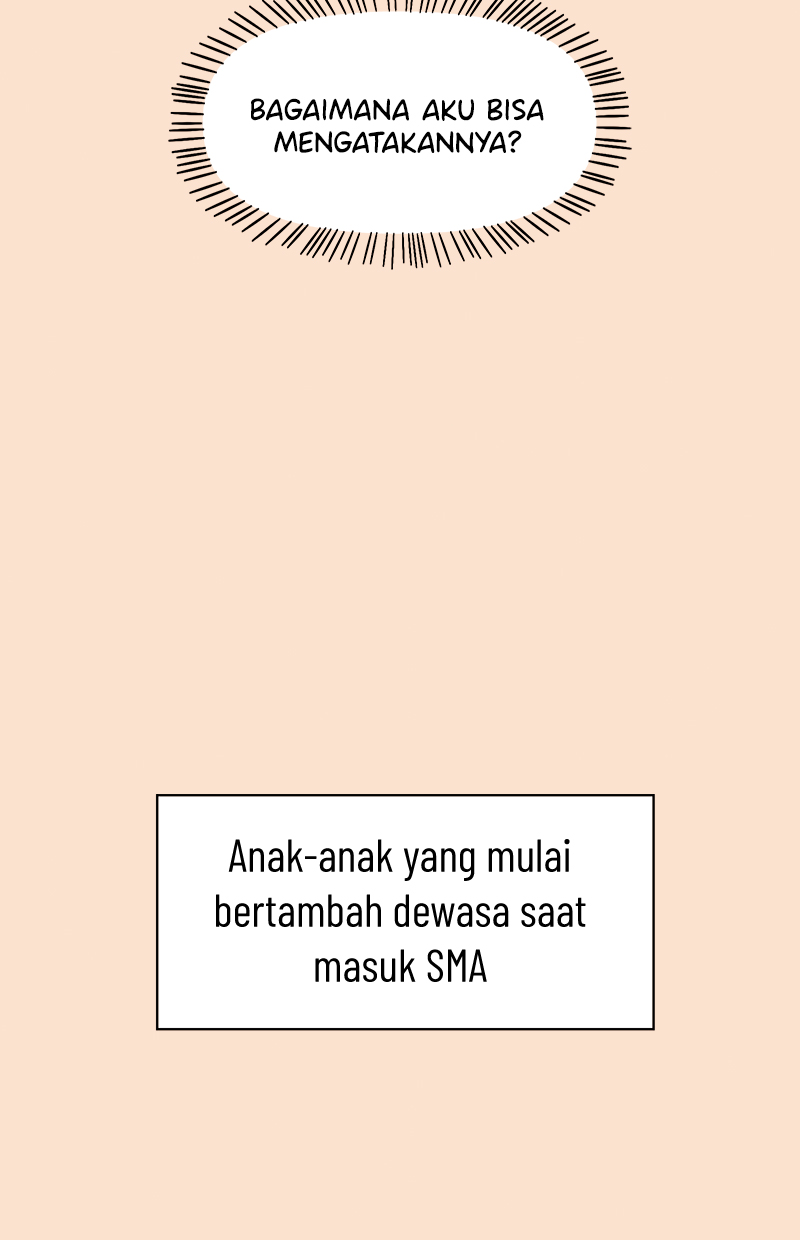 BAGAIMANA AKU BISA
MENGATAKANNYA?
Anak-anak yang mulai
bertambah dewasa saat
masuk SMA